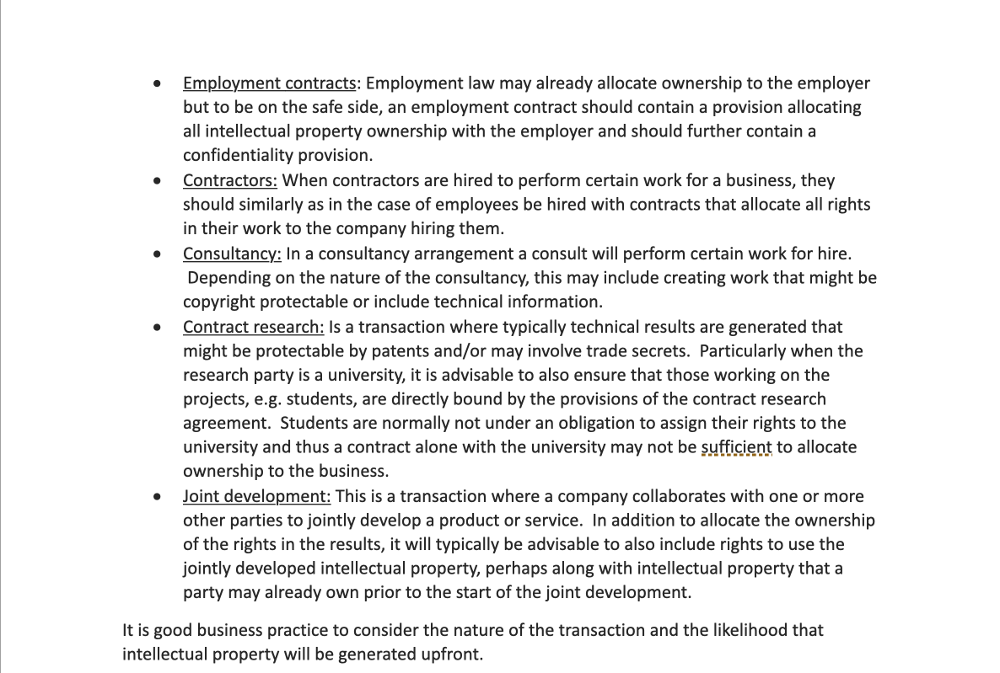 • Employment contracts: Employment law may already allocate ownership to the employer
but to be on the safe side, an employment contract should contain a provision allocating
all intellectual property ownership with the employer and should further contain a
confidentiality provision.
• Contractors: When contractors are hired to perform certain work for a business, they
should similarly as in the case of employees be hired with contracts that allocate all rights
in their work to the company hiring them.
• Consultancy: In a consultancy arrangement a consult will perform certain work for hire.
Depending on the nature of the consultancy, this may include creating work that might be
copyright protectable or include technical information.
• Contract research: Is a transaction where typically technical results are generated that
might be protectable by patents and/or may involve trade secrets.  Particularly when the
research party is a university, it is advisable to also ensure that those working on the
projects, e.g. students, are directly bound by the provisions of the contract research
agreement.  Students are normally not under an obligation to assign their rights to the
university and thus a contract alone with the university may not be sufficient to allocate
ownership to the business.
• Joint development: This is a transaction where a company collaborates with one or more
other parties to jointly develop a product or service.  In addition to allocate the ownership
of the rights in the results, it will typically be advisable to also include rights to use the
jointly developed intellectual property, perhaps along with intellectual property that a
party may already own prior to the start of the joint development.
It is good business practice to consider the nature of the transaction and the likelihood that
intellectual property will be generated upfront.